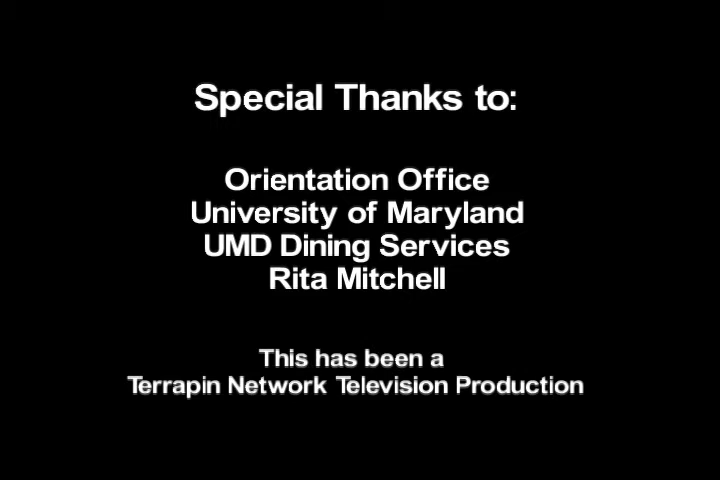 Special Thanks to:
Orientation Office
University of Maryland
UMD Dining Services
Rita Mitchell
This has been a
Terrapin Network Television Production